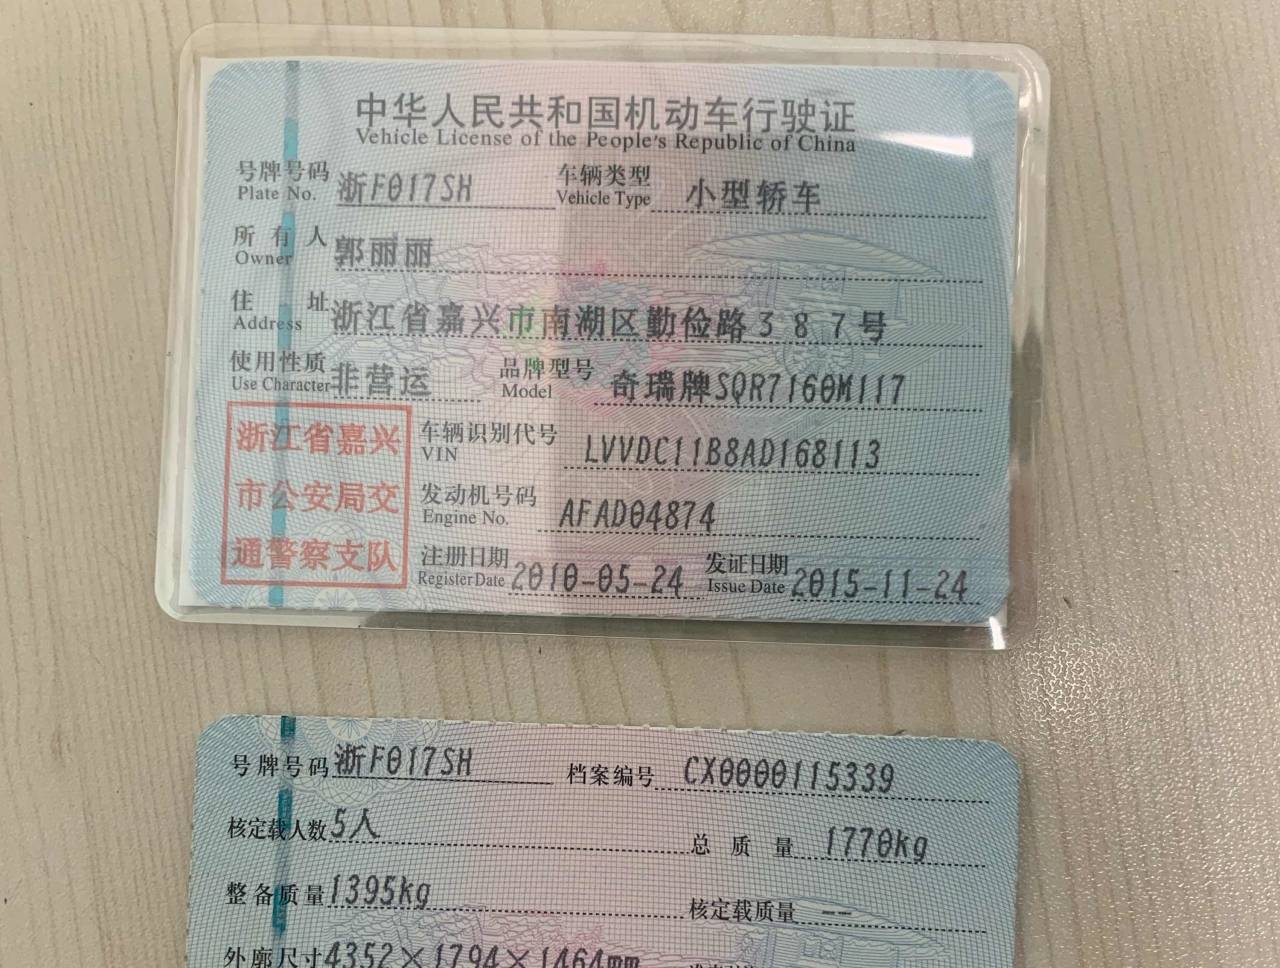 中华人民共和国机动车行驶证
Vehicle License of the People's Republic of China
号牌号码 浙F017SH 车辆类型 小型轿车
Plate No. Vehicle Type
所有人 郭丽丽
Owner
住址 浙江省嘉兴市南湖区勤俭路387号
Address
使用性质 非营运 品牌型号 奇瑞牌SQR7160M117
Use Character Model
浙江省嘉兴
市公安局交
通警察支队
车辆识别代号 LVVDC11B8AD168113
VIN
发动机号码 AFAD04874
Engine No.
注册日期 2010-05-24 发证日期 2015-11-24
Register Date Issue Date
号牌号码 浙F017SH 档案编号 CX0000115339
核定载人数 5人 总质量 1770kg
整备质量 1395kg 核定载质量 --
外廓尺寸 4352×1794×1464mm